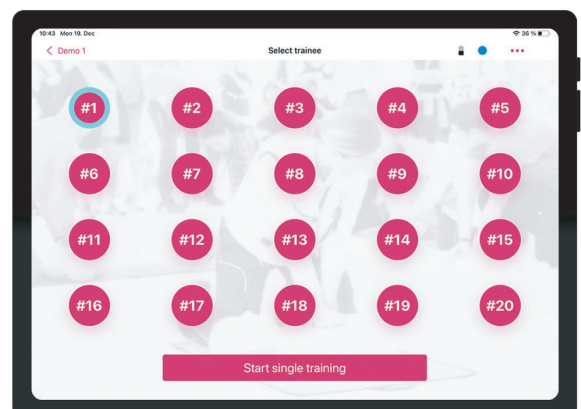 10:43 Mon 19. Dec
36 %
Demo 1
Select trainee
#1 #2 #3 #4 #5
#6 #7 #8 #9 #10
#11 #12 #13 #14 #15
#16 #17 #18 #19 #20
Start single training